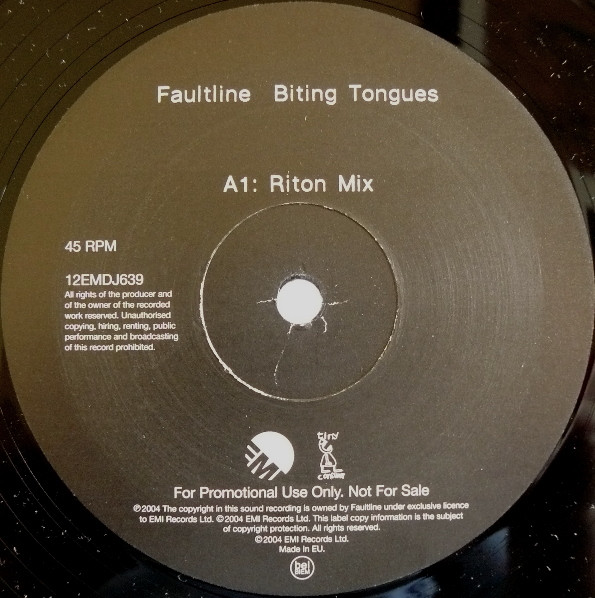 Faultline Biting Tongues
A1: Riton Mix
45 RPM
12EMDJ639
All rights of the producer and
of the owner of the recorded
work reserved. Unauthorised
copying, hiring, renting, public
performance and broadcasting
of this record prohibited.
EMI
tiny
consumer
For Promotional Use Only. Not For Sale
℗2004 The copyright in this sound recording is owned by Faultline under exclusive licence
to EMI Records Ltd. ©2004 EMI Records Ltd. This label copy information is the subject
of copyright protection. All rights reserved.
©2004 EMI Records Ltd.
Made in EU.
bel
BIEM